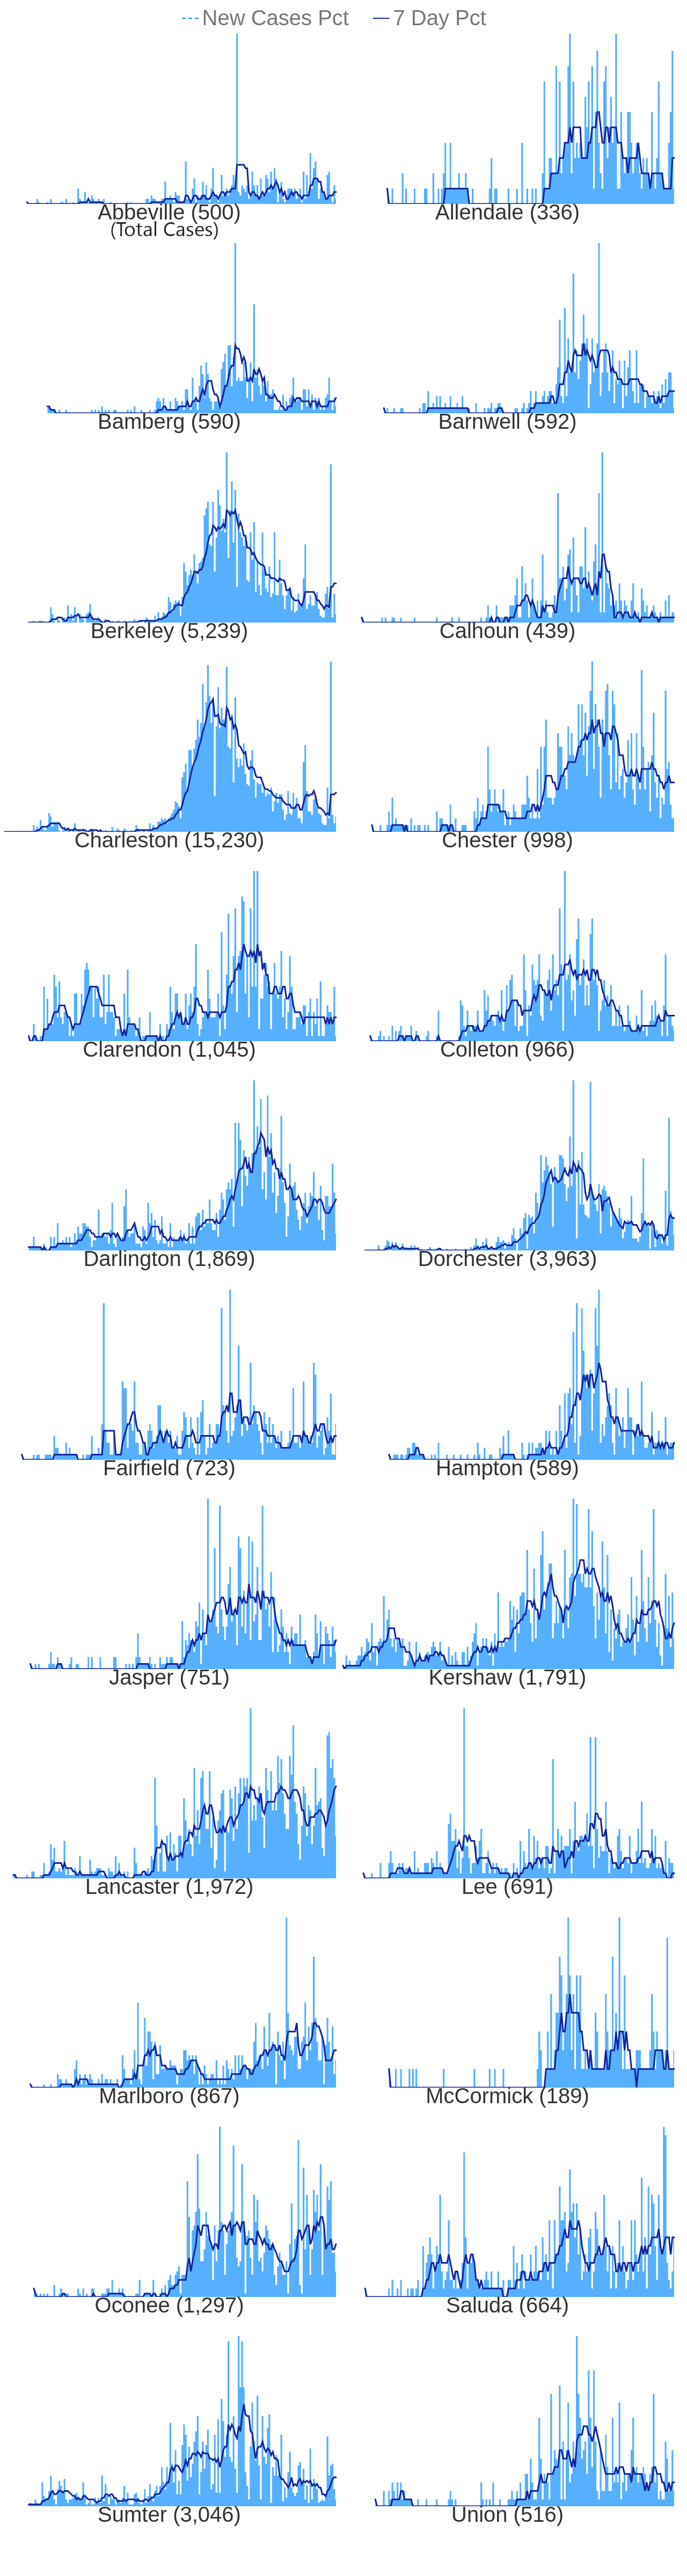 New Cases Pct 7 Day Pct
Abbeville (500) Allendale (336)
(Total Cases)
Bamberg (590) Barnwell (592)
Berkeley (5,239) Calhoun (439)
Charleston (15,230) Chester (998)
Clarendon (1,045) Colleton (966)
Darlington (1,869) Dorchester (3,963)
Fairfield (723) Hampton (589)
Jasper (751) Kershaw (1,791)
Lancaster (1,972) Lee (691)
Marlboro (867) McCormick (189)
Oconee (1,297) Saluda (664)
Sumter (3,046) Union (516)